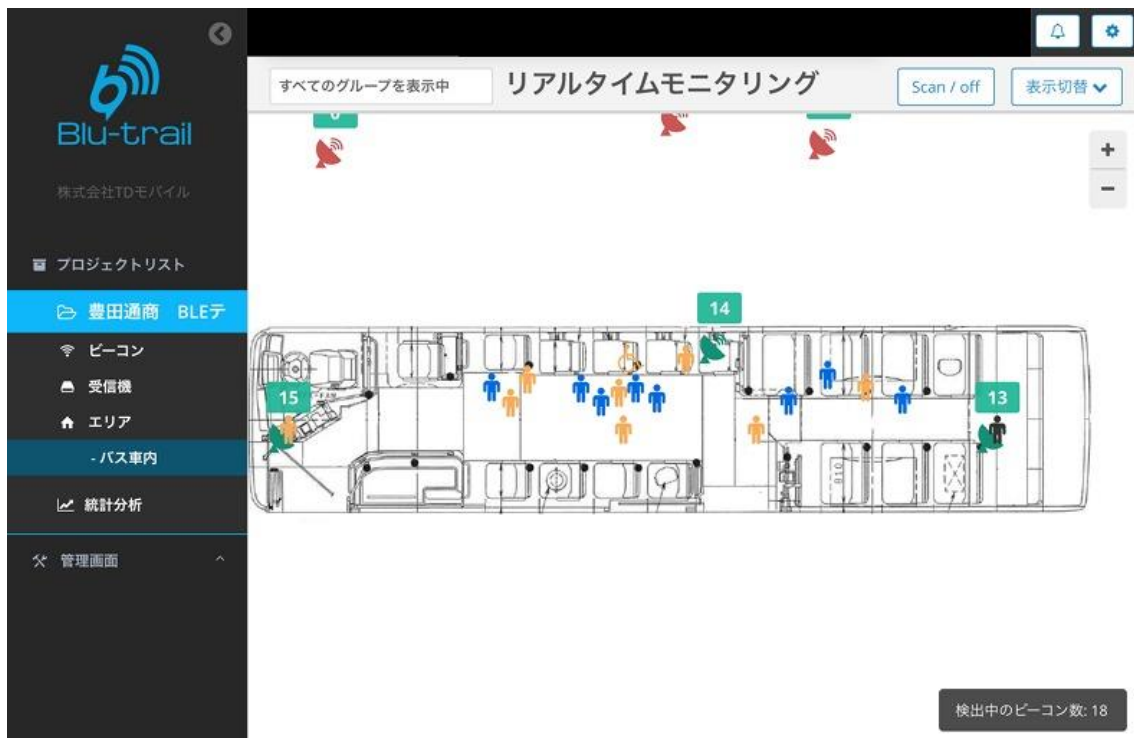 Blu-trail
株式会社TDモバイル
プロジェクトリスト
豊田通商 BLEテ
ビーコン
受信機
エリア
- バス車内
統計分析
管理画面
すべてのグループを表示中
リアルタイムモニタリング
Scan / off
表示切替
+
−
14
15
13
810
検出中のビーコン数: 18